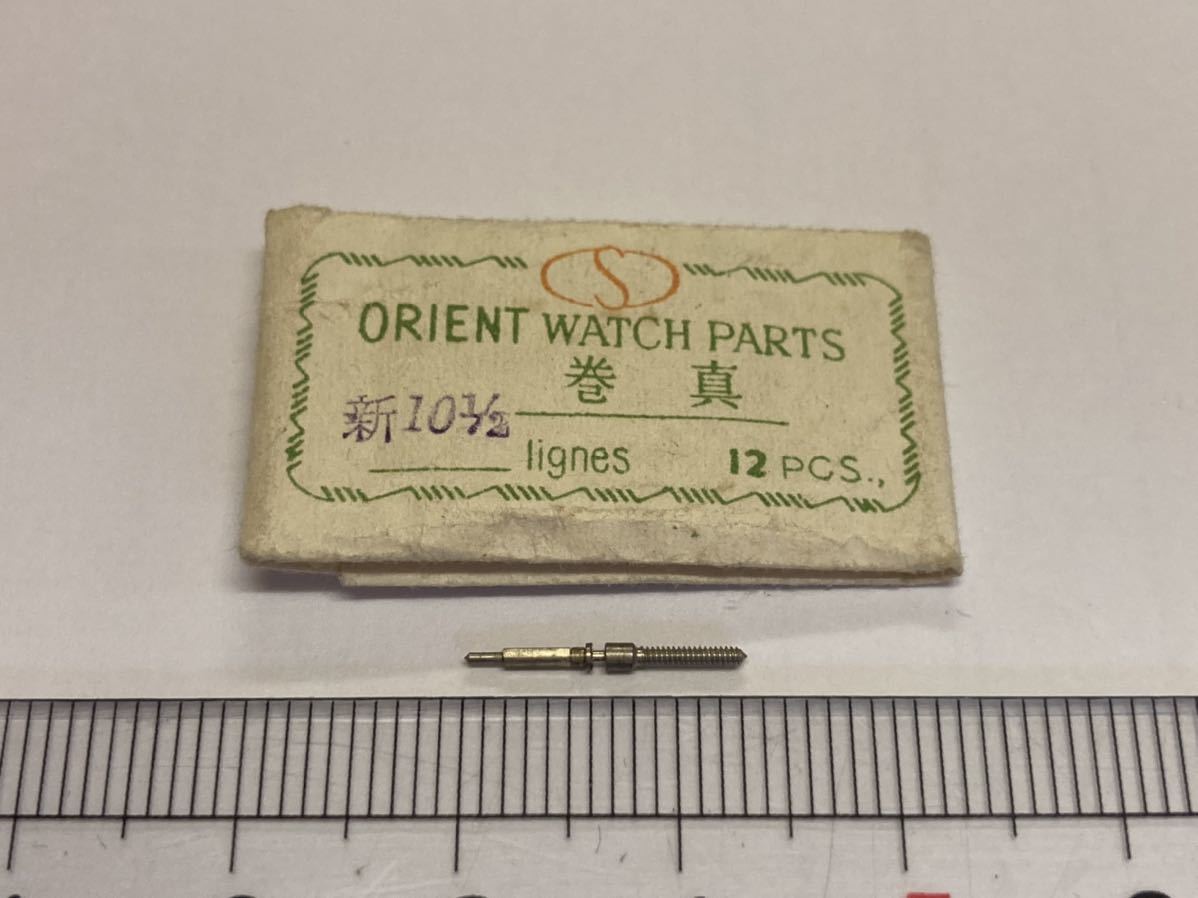 S
ORIENT WATCH PARTS
巻 真
新10½
lignes 12 PCS.,